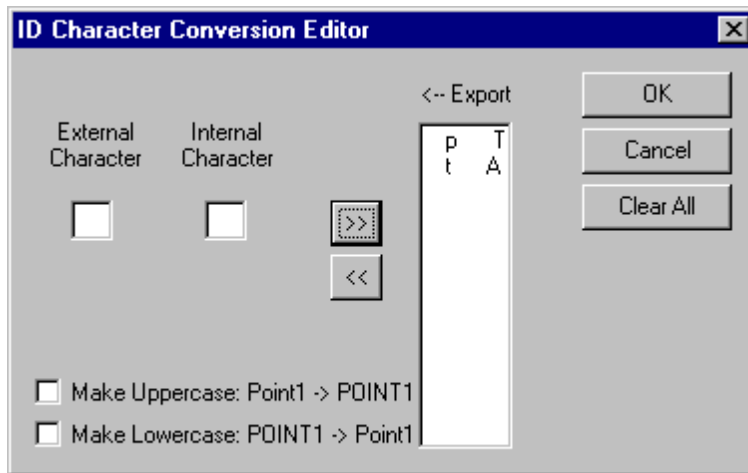 ID Character Conversion Editor
<-- Export
External Character
Internal Character
p T
t A
>>
<<
OK
Cancel
Clear All
Make Uppercase: Point1 -> POINT1
Make Lowercase: POINT1 -> Point1